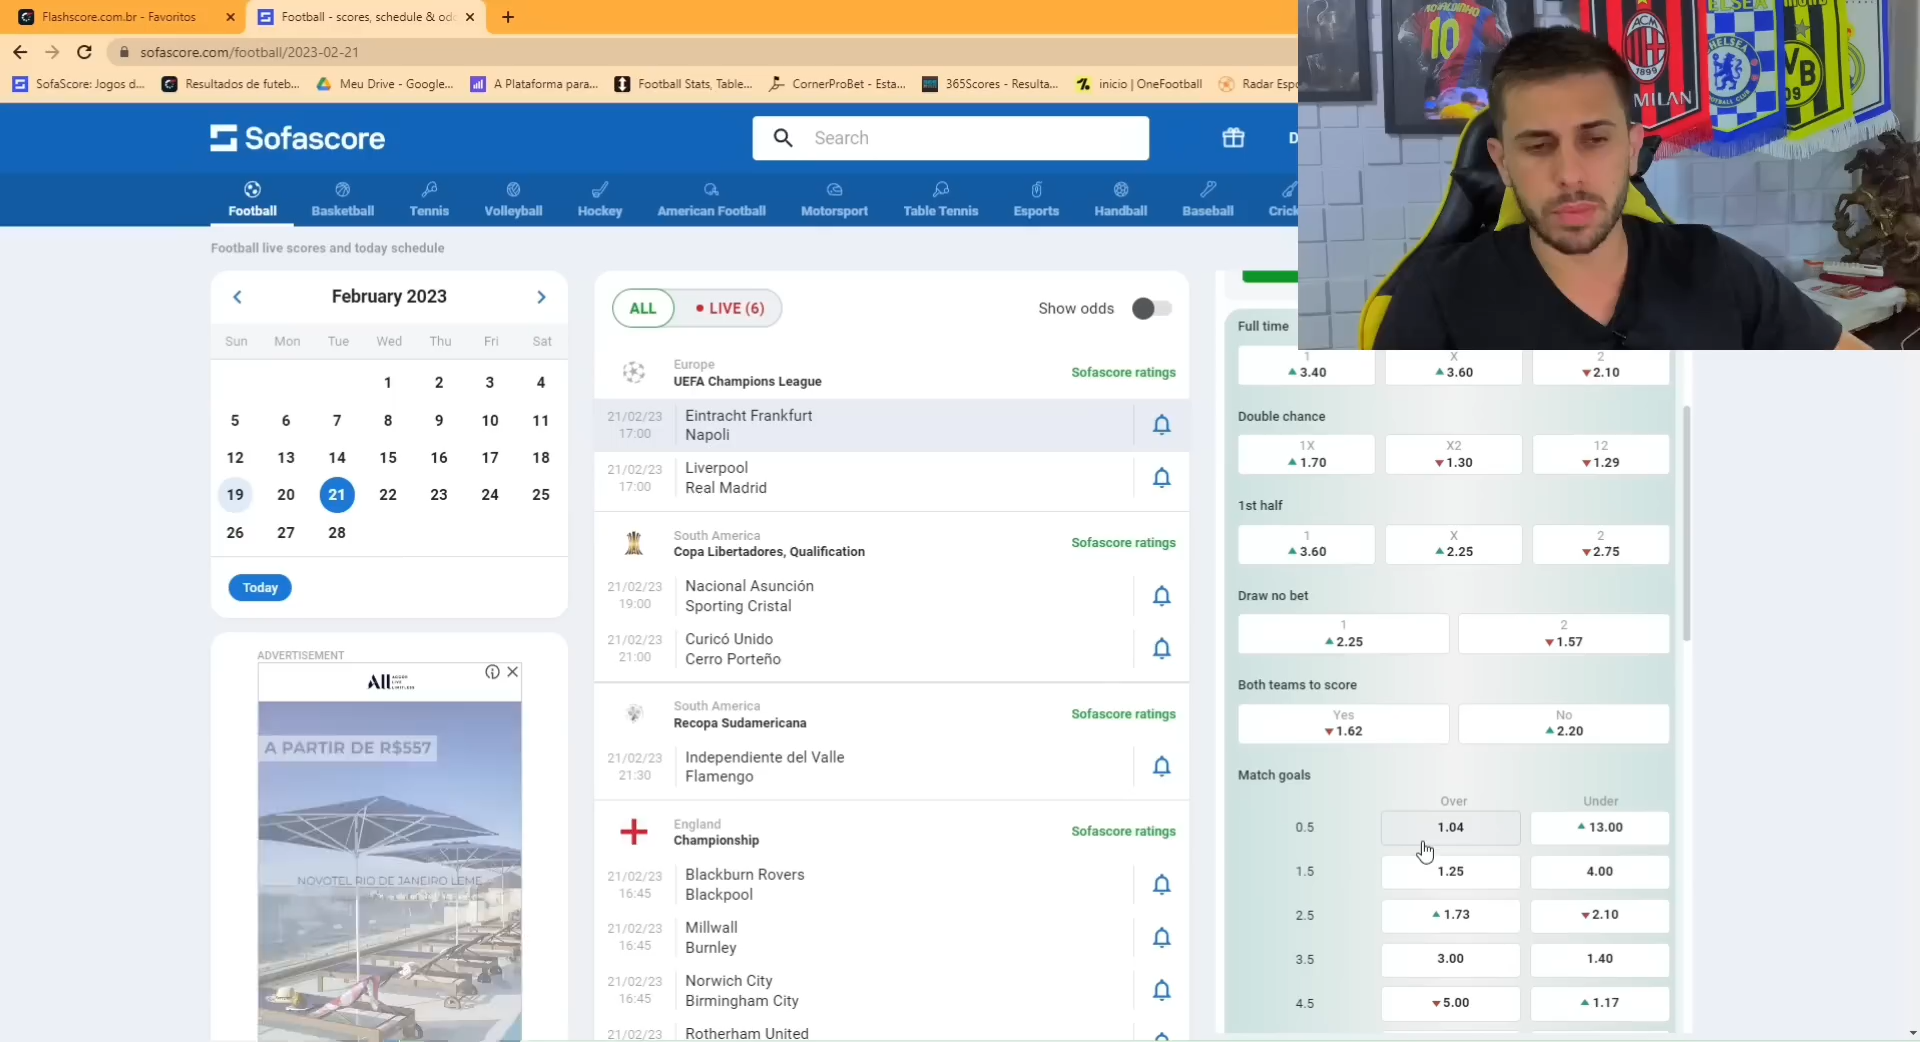 Flashscore.com.br - Favoritos
Football - scores, schedule & od
sofascore.com/football/2023-02-21
SofaScore: Jogos d...
Resultados de futeb...
Meu Drive - Google...
A Plataforma para...
Football Stats, Table...
CornerProBet - Esta...
365Scores - Resulta...
inicio | OneFootball
Radar Espo
RONALDINHO
10
ACM
1899
MILAN
CHELSEA
FOOTBALL CLUB
BVB
09
Sofascore
Search
D
Football
Basketball
Tennis
Volleyball
Hockey
American Football
Motorsport
Table Tennis
Esports
Handball
Baseball
Crick
Football live scores and today schedule
February 2023
Sun Mon Tue Wed Thu Fri Sat
1 2 3 4
5 6 7 8 9 10 11
12 13 14 15 16 17 18
19 20 21 22 23 24 25
26 27 28
Today
ADVERTISEMENT
ALL
A PARTIR DE R$557
NOVOTEL RIO DE JANEIRO LEME
ALL
LIVE (6)
Show odds
Europe
UEFA Champions League
Sofascore ratings
21/02/23 Eintracht Frankfurt
17:00 Napoli
21/02/23 Liverpool
17:00 Real Madrid
South America
Copa Libertadores, Qualification
Sofascore ratings
21/02/23 Nacional Asunción
19:00 Sporting Cristal
21/02/23 Curicó Unido
21:00 Cerro Porteño
South America
Recopa Sudamericana
Sofascore ratings
21/02/23 Independiente del Valle
21:30 Flamengo
England
Championship
Sofascore ratings
21/02/23 Blackburn Rovers
16:45 Blackpool
21/02/23 Millwall
16:45 Burnley
21/02/23 Norwich City
16:45 Birmingham City
21/02/23 Rotherham United
Full time
1 X 2
3.40 3.60 2.10
Double chance
1X X2 12
1.70 1.30 1.29
1st half
1 X 2
3.60 2.25 2.75
Draw no bet
1 2
2.25 1.57
Both teams to score
Yes No
1.62 2.20
Match goals
Over Under
0.5 1.04 13.00
1.5 1.25 4.00
2.5 1.73 2.10
3.5 3.00 1.40
4.5 5.00 1.17